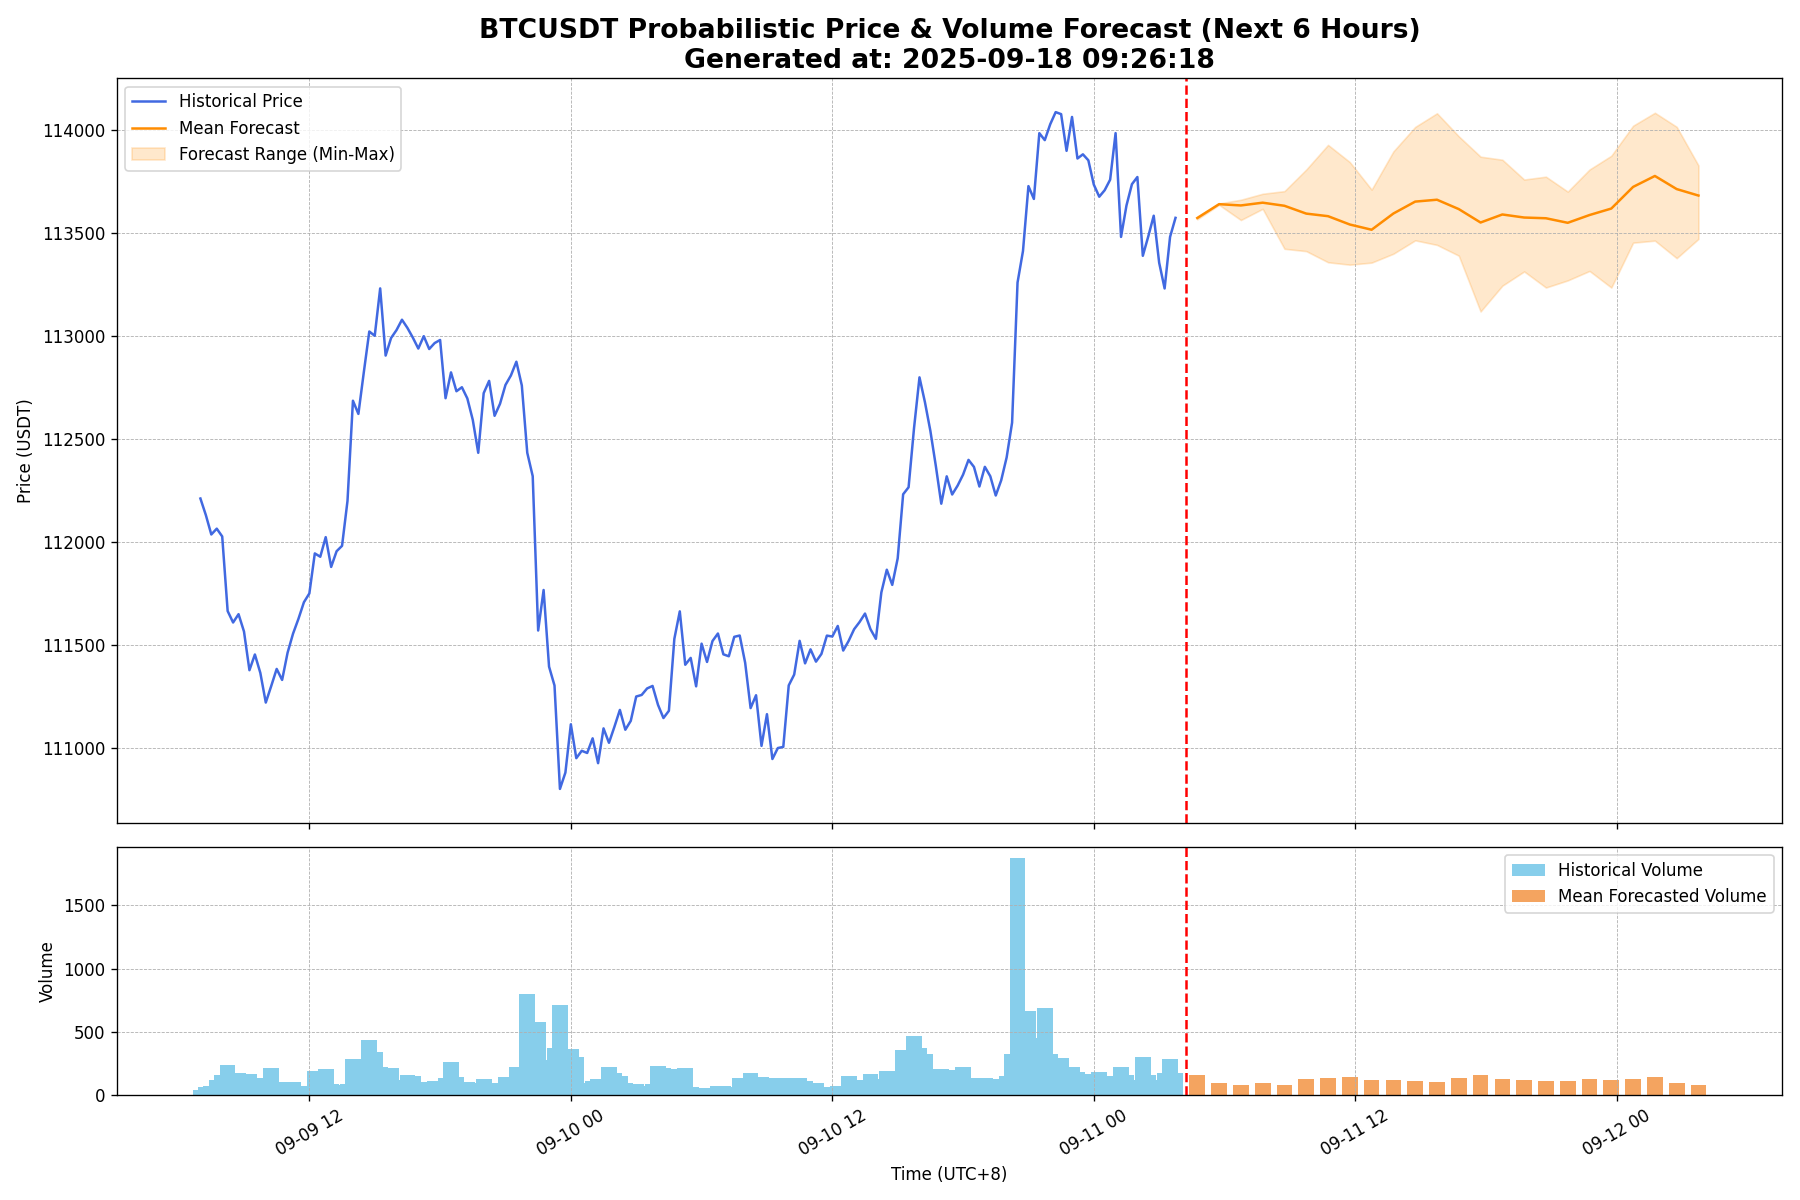 BTCUSDT Probabilistic Price & Volume Forecast (Next 6 Hours)
Generated at: 2025-09-18 09:26:18
Historical Price
Mean Forecast
Forecast Range (Min-Max)
114000
113500
113000
112500
112000
111500
111000
Price (USDT)
Historical Volume
Mean Forecasted Volume
1500
1000
500
0
Volume
09-09 12
09-10 00
09-10 12
09-11 00
09-11 12
09-12 00
Time (UTC+8)